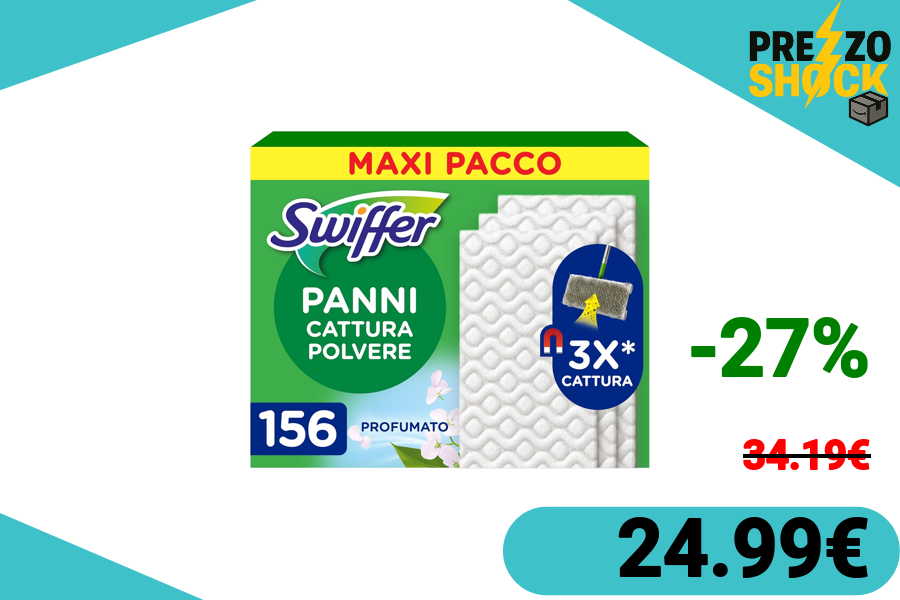 PREZZO
SHOCK
MAXI PACCO
Swiffer
PANNI
CATTURA
POLVERE
3X*
CATTURA
156
PROFUMATO
-27%
34.19€
24.99€